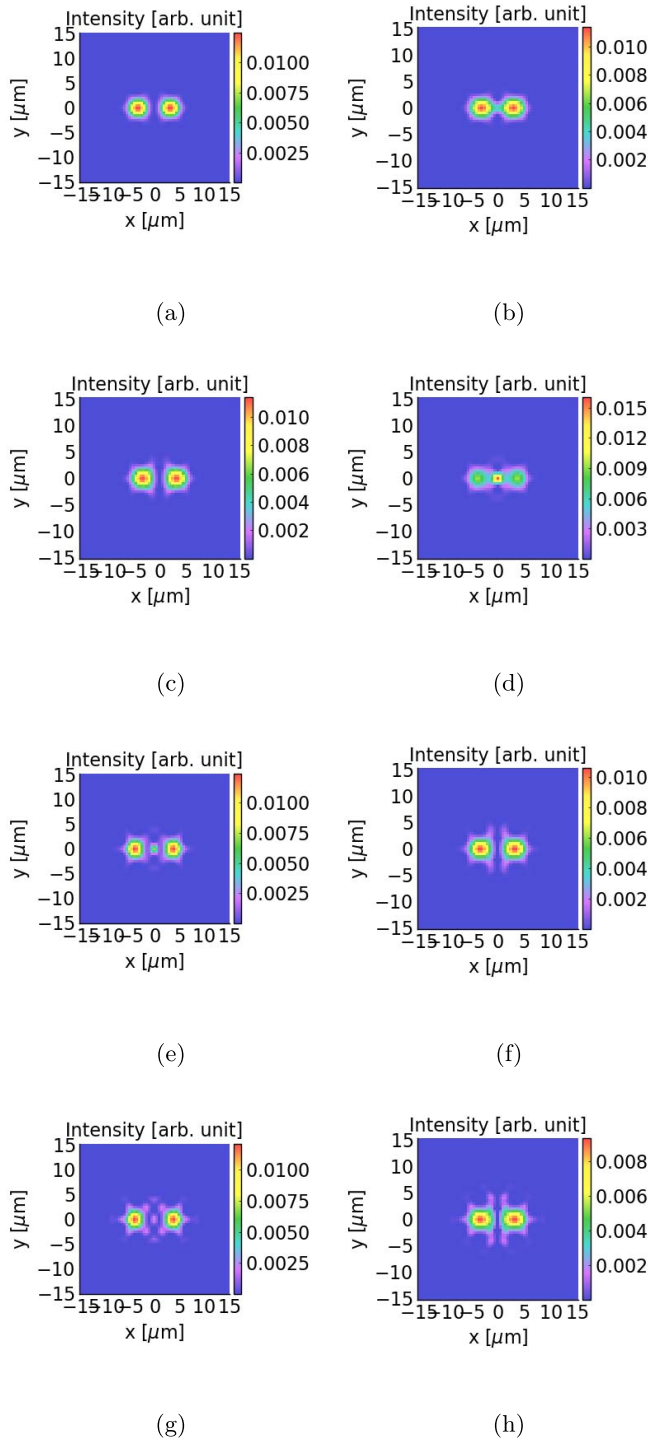 Intensity [arb. unit]
15
10
5
0
−5
−10
−15
y [μm]
−15−10−5 0 5 10 15
x [μm]
0.0100
0.0075
0.0050
0.0025
(a)
Intensity [arb. unit]
15
10
5
0
−5
−10
−15
y [μm]
−15−10−5 0 5 10 15
x [μm]
0.010
0.008
0.006
0.004
0.002
(b)
Intensity [arb. unit]
15
10
5
0
−5
−10
−15
y [μm]
−15−10−5 0 5 10 15
x [μm]
0.010
0.008
0.006
0.004
0.002
(c)
Intensity [arb. unit]
15
10
5
0
−5
−10
−15
y [μm]
−15−10−5 0 5 10 15
x [μm]
0.015
0.012
0.009
0.006
0.003
(d)
Intensity [arb. unit]
15
10
5
0
−5
−10
−15
y [μm]
−15−10−5 0 5 10 15
x [μm]
0.0100
0.0075
0.0050
0.0025
(e)
Intensity [arb. unit]
15
10
5
0
−5
−10
−15
y [μm]
−15−10−5 0 5 10 15
x [μm]
0.010
0.008
0.006
0.004
0.002
(f)
Intensity [arb. unit]
15
10
5
0
−5
−10
−15
y [μm]
−15−10−5 0 5 10 15
x [μm]
0.0100
0.0075
0.0050
0.0025
(g)
Intensity [arb. unit]
15
10
5
0
−5
−10
−15
y [μm]
−15−10−5 0 5 10 15
x [μm]
0.008
0.006
0.004
0.002
(h)